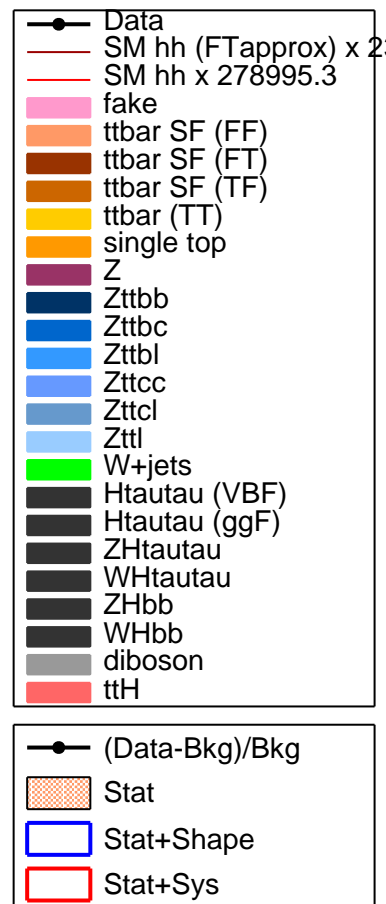 Data
SM hh (FTapprox) x 23
SM hh x 278995.3
fake
ttbar SF (FF)
ttbar SF (FT)
ttbar SF (TF)
ttbar (TT)
single top
Z
Zttbb
Zttbc
Zttbl
Zttcc
Zttcl
Zttl
W+jets
Htautau (VBF)
Htautau (ggF)
ZHtautau
WHtautau
ZHbb
WHbb
diboson
ttH
(Data-Bkg)/Bkg
Stat
Stat+Shape
Stat+Sys